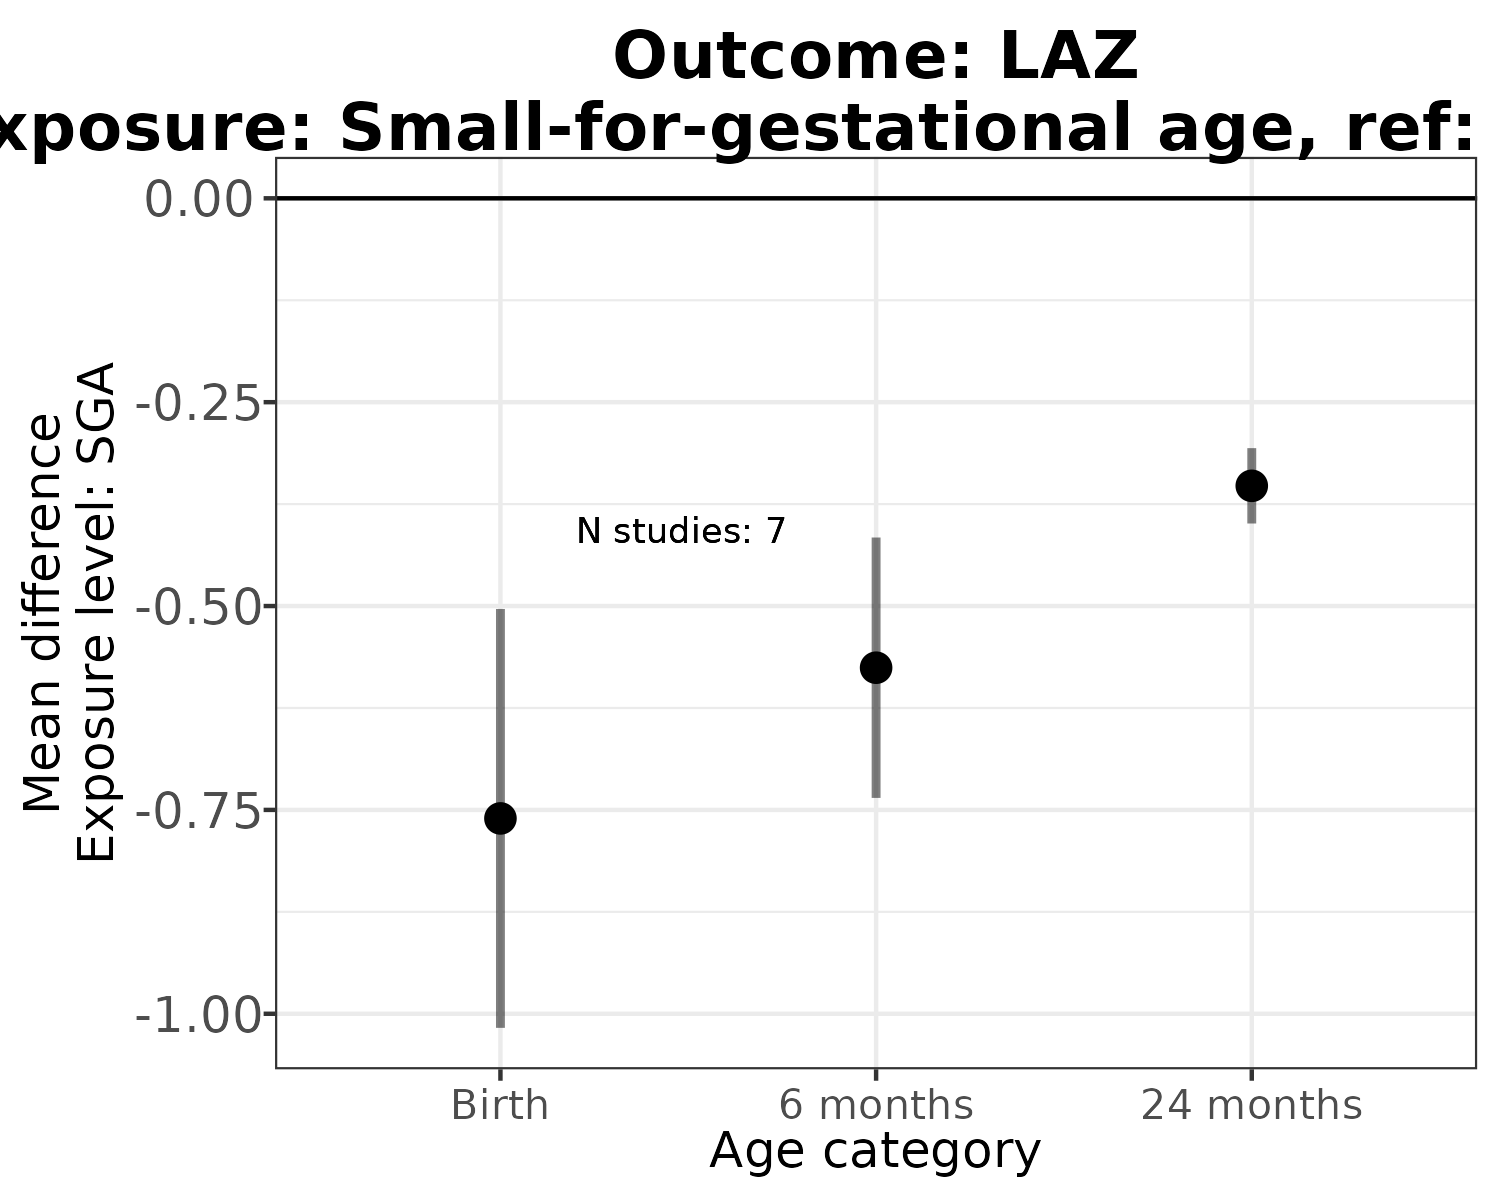 Outcome: LAZ
xposure: Small-for-gestational age, ref:
0.00
-0.25
-0.50
-0.75
-1.00
Mean difference
Exposure level: SGA
N studies: 7
Birth
6 months
24 months
Age category